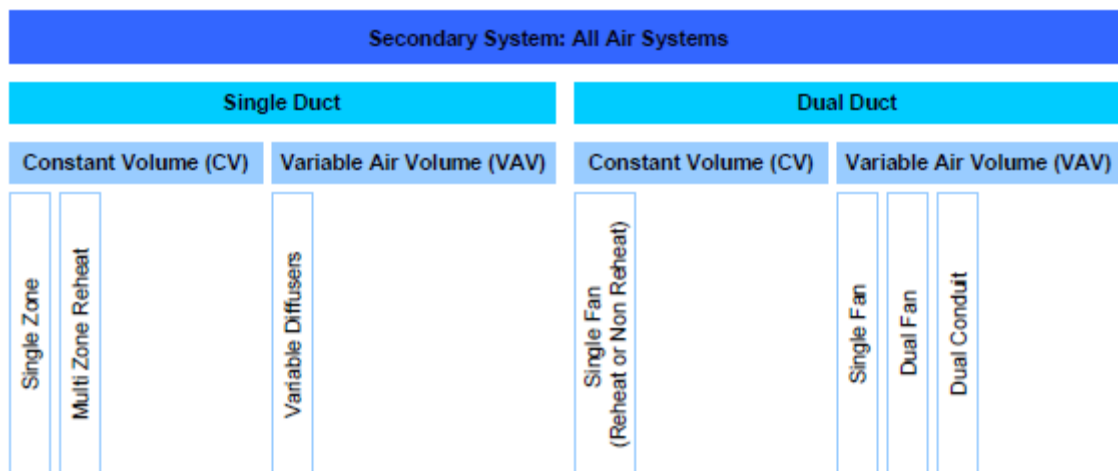 Secondary System: All Air Systems
Single Duct
Dual Duct
Constant Volume (CV)
Variable Air Volume (VAV)
Constant Volume (CV)
Variable Air Volume (VAV)
Single Zone
Multi Zone Reheat
Variable Diffusers
Single Fan
(Reheat or Non Reheat)
Single Fan
Dual Fan
Dual Conduit